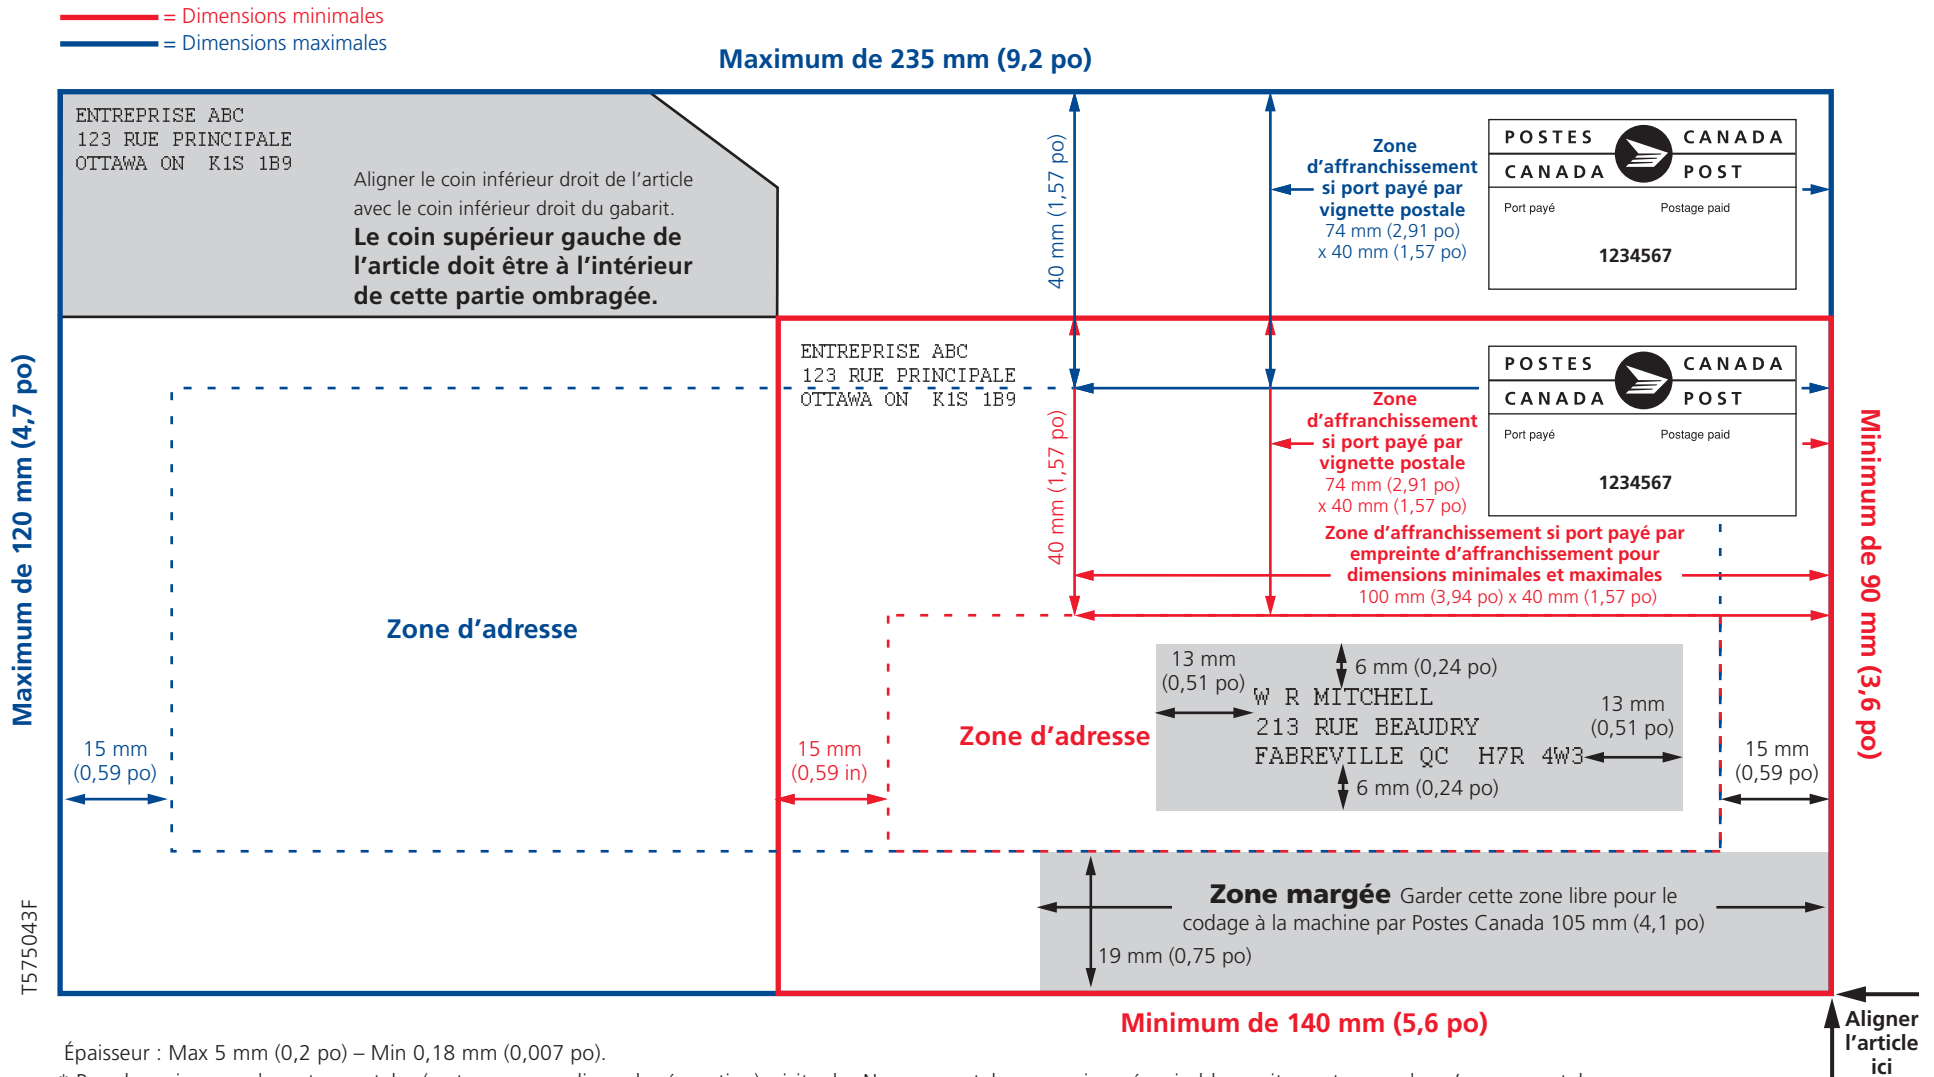 = Dimensions minimales
= Dimensions maximales
Maximum de 235 mm (9,2 po)
ENTREPRISE ABC
123 RUE PRINCIPALE
OTTAWA ON K1S 1B9
Aligner le coin inférieur droit de l'article
avec le coin inférieur droit du gabarit.
Le coin supérieur gauche de
l'article doit être à l'intérieur
de cette partie ombragée.
40 mm (1,57 po)
Zone
d'affranchissement
si port payé par
vignette postale
74 mm (2,91 po)
x 40 mm (1,57 po)
POSTES CANADA
CANADA POST
Port payé Postage paid
1234567
Maximum de 120 mm (4,7 po)
ENTREPRISE ABC
123 RUE PRINCIPALE
OTTAWA ON K1S 1B9
40 mm (1,57 po)
Zone
d'affranchissement
si port payé par
vignette postale
74 mm (2,91 po)
x 40 mm (1,57 po)
POSTES CANADA
CANADA POST
Port payé Postage paid
1234567
Minimum de 90 mm (3,6 po)
Zone d'affranchissement si port payé par
empreinte d'affranchissement pour
dimensions minimales et maximales
100 mm (3,94 po) x 40 mm (1,57 po)
Zone d'adresse
15 mm
(0,59 po)
15 mm
(0,59 in)
Zone d'adresse
13 mm
(0,51 po)
6 mm (0,24 po)
W R MITCHELL
213 RUE BEAUDRY
FABREVILLE QC H7R 4W3
13 mm
(0,51 po)
6 mm (0,24 po)
15 mm
(0,59 po)
Zone margée Garder cette zone libre pour le
codage à la machine par Postes Canada 105 mm (4,1 po)
19 mm (0,75 po)
T575043F
Minimum de 140 mm (5,6 po)
Aligner
l'article
ici
Épaisseur : Max 5 mm (0,2 po) – Min 0,18 mm (0,007 po).